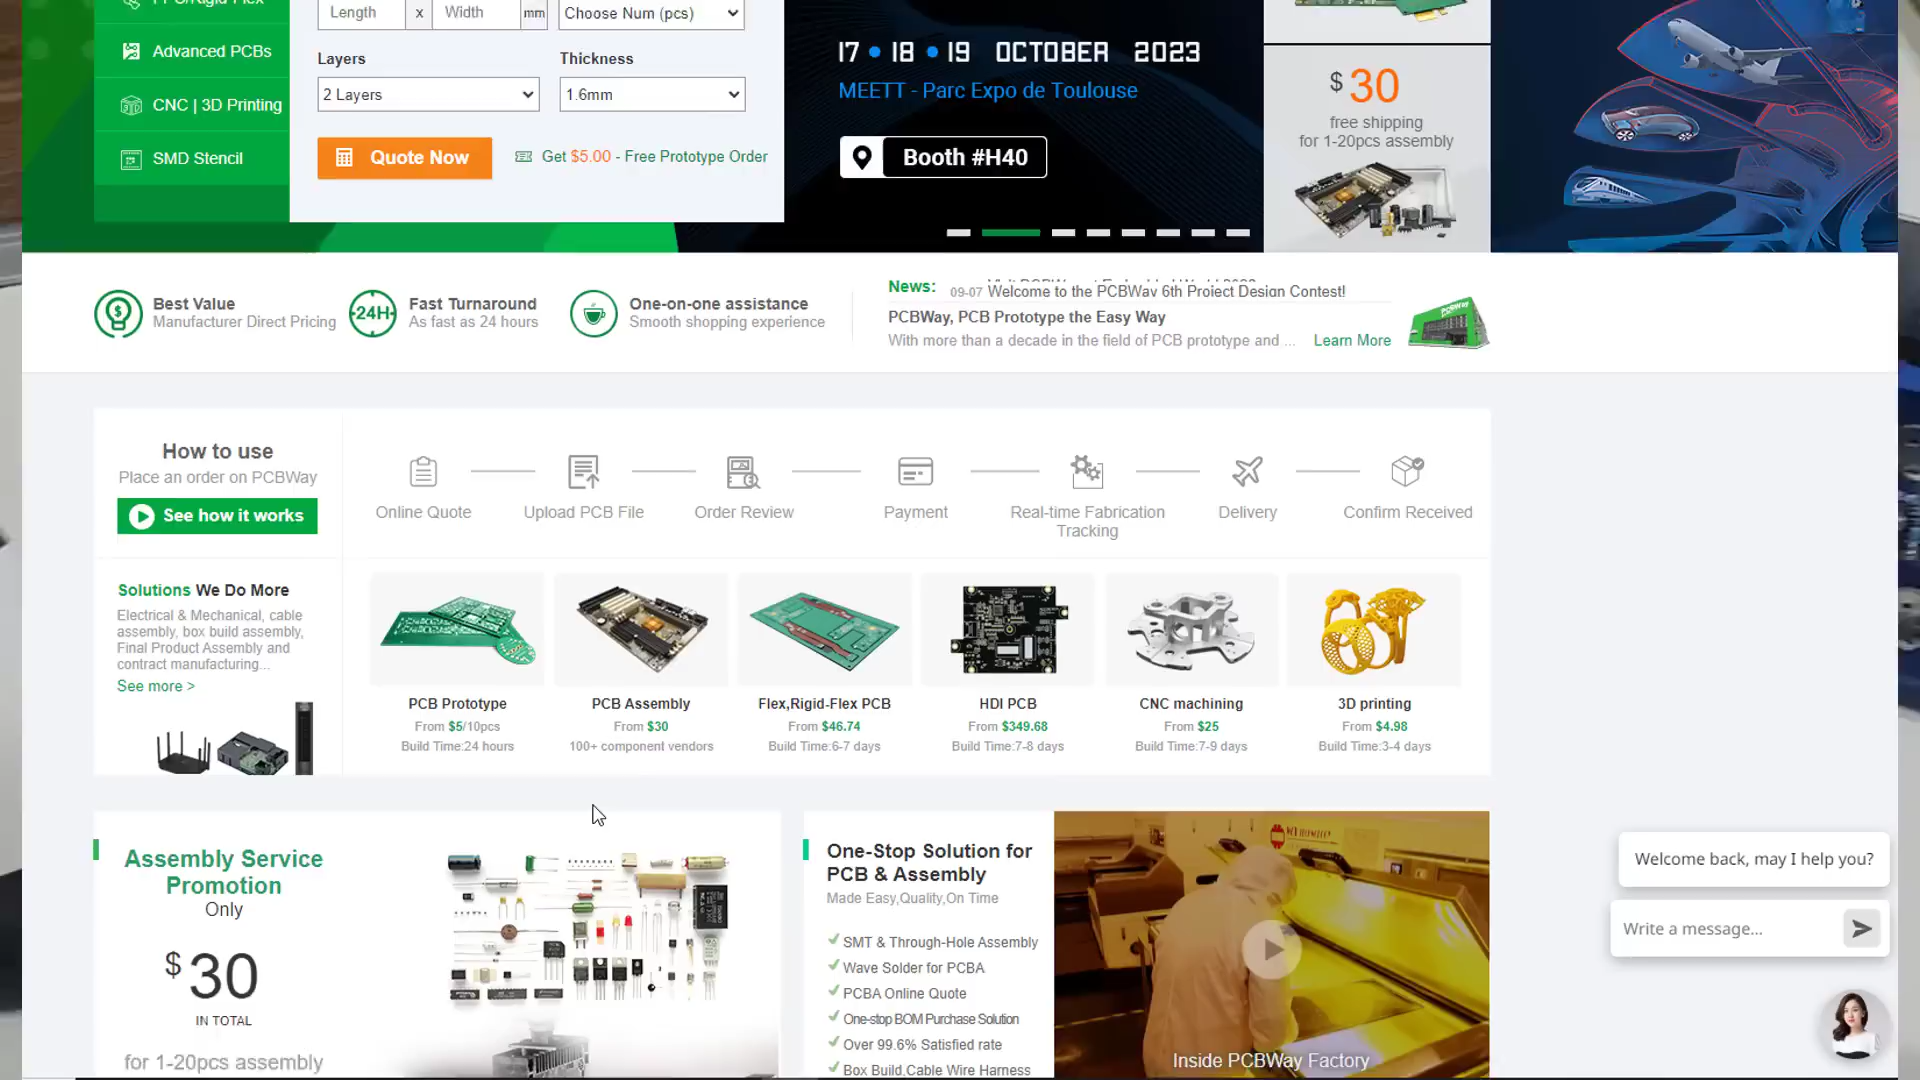 Advanced PCBs
CNC | 3D Printing
SMD Stencil
Length x Width mm
Choose Num (pcs)
Layers
Thickness
2 Layers
1.6mm
Quote Now
Get $5.00 - Free Prototype Order
17 • 18 • 19 OCTOBER 2023
MEETT - Parc Expo de Toulouse
Booth #H40
$30
free shipping
for 1-20pcs assembly
Best Value
Manufacturer Direct Pricing
24H
Fast Turnaround
As fast as 24 hours
One-on-one assistance
Smooth shopping experience
News:
09-07 Welcome to the PCBWay 6th Project Design Contest!
PCBWay, PCB Prototype the Easy Way
With more than a decade in the field of PCB prototype and ...
Learn More
How to use
Place an order on PCBWay
See how it works
Online Quote
Upload PCB File
Order Review
Payment
Real-time Fabrication
Tracking
Delivery
Confirm Received
Solutions We Do More
Electrical & Mechanical, cable
assembly, box build assembly,
Final Product Assembly and
contract manufacturing...
See more >
PCB Prototype
From $5/10pcs
Build Time:24 hours
PCB Assembly
From $30
100+ component vendors
Flex,Rigid-Flex PCB
From $46.74
Build Time:6-7 days
HDI PCB
From $349.68
Build Time:7-8 days
CNC machining
From $25
Build Time:7-9 days
3D printing
From $4.98
Build Time:3-4 days
Assembly Service
Promotion
Only
$30
IN TOTAL
for 1-20pcs assembly
One-Stop Solution for
PCB & Assembly
Made Easy,Quality,On Time
SMT & Through-Hole Assembly
Wave Solder for PCBA
PCBA Online Quote
One-stop BOM Purchase Solution
Over 99.6% Satisfied rate
Box Build,Cable Wire Harness
Inside PCBWay Factory
Welcome back, may I help you?
Write a message...